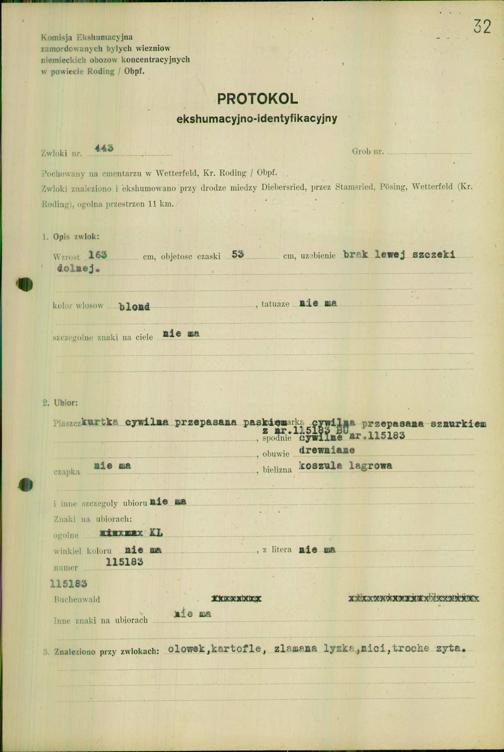 32
Komisja Ekshumacyjna
zamordowanych byłych wiezniow
niemieckich obozow koncentracyjnych
w powiecie Roding / Obpf.
PROTOKOL
ekshumacyjno-identyfikacyjny
Zwłoki nr. 443 Grob nr.
Pochowany na cmentarzu w Wetterfeld, Kr. Roding / Obpf.
Zwloki znaleziono i ekshumowano przy drodze miedzy Diebersried, przez Stamsried, Pösing, Wetterfeld (Kr.
Roding), ogolna przestrzen 11 km.
1. Opis zwlok:
Wzrost 163 cm, objetosc czaski 53 cm, uzebienie brak lewej szczeki
dolnej.
kolor wlosow blond , tatuaze nie ma
szczegolne znaki na ciele nie ma
2. Ubior:
Plaszcz kurtka cywilna przepasana paskiem marka cywilna przepasana sznurkiem
z nr.115183 BU
, spodnie cywilne nr.115183
, obuwie drewniane
czapka nie ma , bielizna koszula lagrowa
i inne szczegoly ubioru nie ma
Znaki na ubiorach:
ogolne KL
winkiel koloru nie ma , z litera nie ma
numer 115183
115183
Buchenwald
Inne znaki na ubiorach nie ma
3. Znaleziono przy zwlokach: olowek,kartofle, zlamana lyzka,nici,troche zyta.